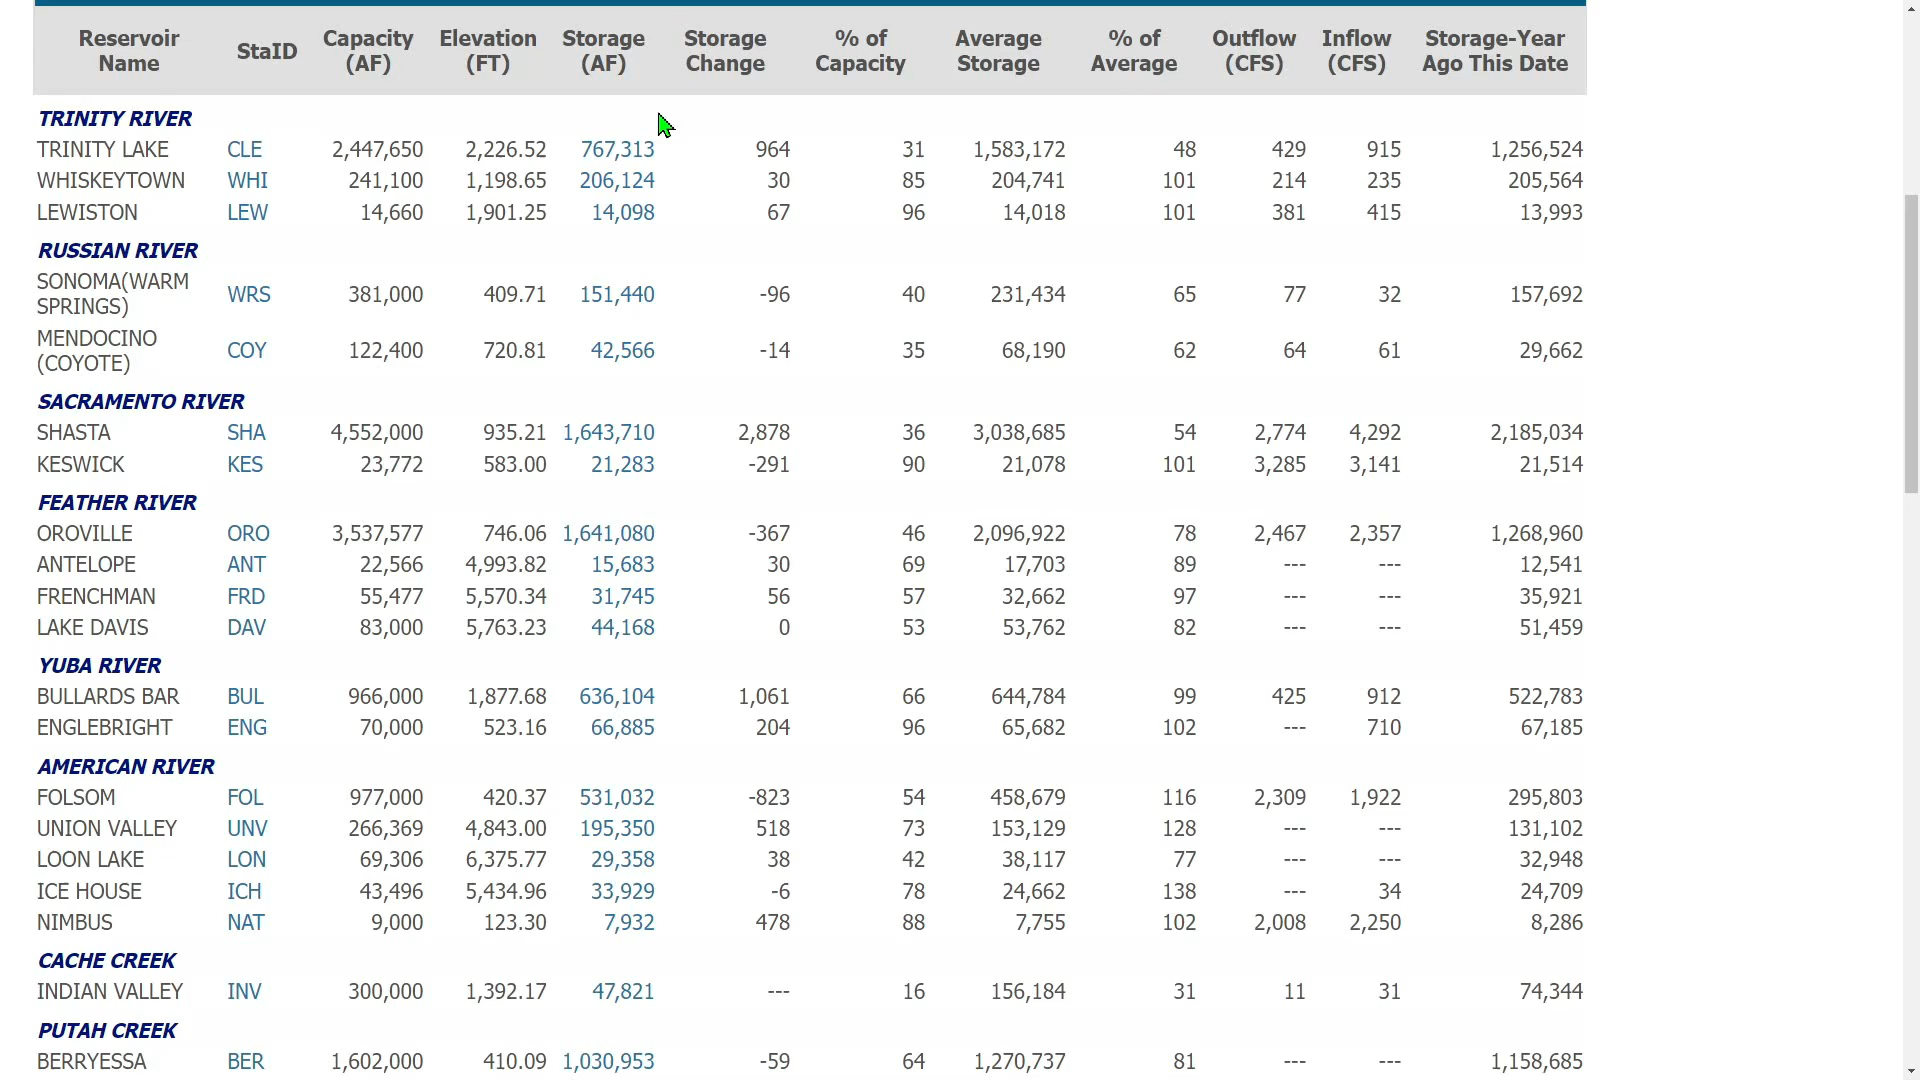 Reservoir Name StaID Capacity (AF) Elevation (FT) Storage (AF) Storage Change % of Capacity Average Storage % of Average Outflow (CFS) Inflow (CFS) Storage-Year Ago This Date
TRINITY RIVER
TRINITY LAKE CLE 2,447,650 2,226.52 767,313 964 31 1,583,172 48 429 915 1,256,524
WHISKEYTOWN WHI 241,100 1,198.65 206,124 30 85 204,741 101 214 235 205,564
LEWISTON LEW 14,660 1,901.25 14,098 67 96 14,018 101 381 415 13,993
RUSSIAN RIVER
SONOMA(WARM SPRINGS) WRS 381,000 409.71 151,440 -96 40 231,434 65 77 32 157,692
MENDOCINO (COYOTE) COY 122,400 720.81 42,566 -14 35 68,190 62 64 61 29,662
SACRAMENTO RIVER
SHASTA SHA 4,552,000 935.21 1,643,710 2,878 36 3,038,685 54 2,774 4,292 2,185,034
KESWICK KES 23,772 583.00 21,283 -291 90 21,078 101 3,285 3,141 21,514
FEATHER RIVER
OROVILLE ORO 3,537,577 746.06 1,641,080 -367 46 2,096,922 78 2,467 2,357 1,268,960
ANTELOPE ANT 22,566 4,993.82 15,683 30 69 17,703 89 --- --- 12,541
FRENCHMAN FRD 55,477 5,570.34 31,745 56 57 32,662 97 --- --- 35,921
LAKE DAVIS DAV 83,000 5,763.23 44,168 0 53 53,762 82 --- --- 51,459
YUBA RIVER
BULLARDS BAR BUL 966,000 1,877.68 636,104 1,061 66 644,784 99 425 912 522,783
ENGLEBRIGHT ENG 70,000 523.16 66,885 204 96 65,682 102 --- 710 67,185
AMERICAN RIVER
FOLSOM FOL 977,000 420.37 531,032 -823 54 458,679 116 2,309 1,922 295,803
UNION VALLEY UNV 266,369 4,843.00 195,350 518 73 153,129 128 --- --- 131,102
LOON LAKE LON 69,306 6,375.77 29,358 38 42 38,117 77 --- --- 32,948
ICE HOUSE ICH 43,496 5,434.96 33,929 -6 78 24,662 138 --- 34 24,709
NIMBUS NAT 9,000 123.30 7,932 478 88 7,755 102 2,008 2,250 8,286
CACHE CREEK
INDIAN VALLEY INV 300,000 1,392.17 47,821 --- 16 156,184 31 11 31 74,344
PUTAH CREEK
BERRYESSA BER 1,602,000 410.09 1,030,953 -59 64 1,270,737 81 --- --- 1,158,685